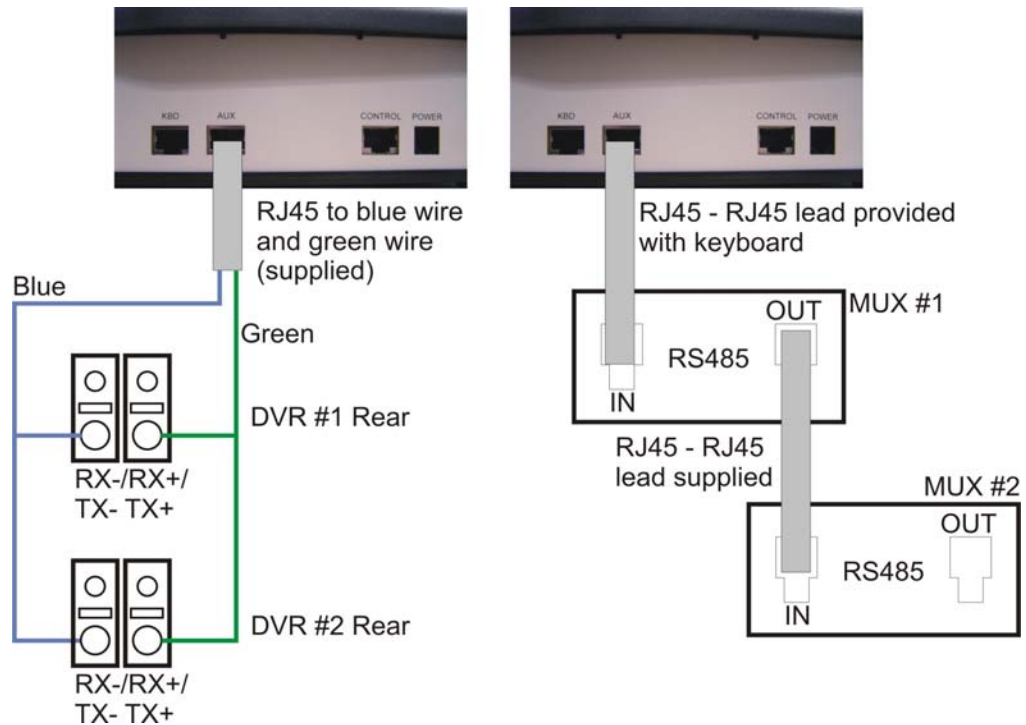 KBD AUX CONTROL POWER
RJ45 to blue wire
and green wire
(supplied)
Blue
Green
DVR #1 Rear
RX-/RX+/
TX- TX+
DVR #2 Rear
RX-/RX+/
TX- TX+
KBD AUX CONTROL POWER
RJ45 - RJ45 lead provided
with keyboard
MUX #1
OUT
RS485
IN
RJ45 - RJ45
lead supplied
MUX #2
OUT
RS485
IN